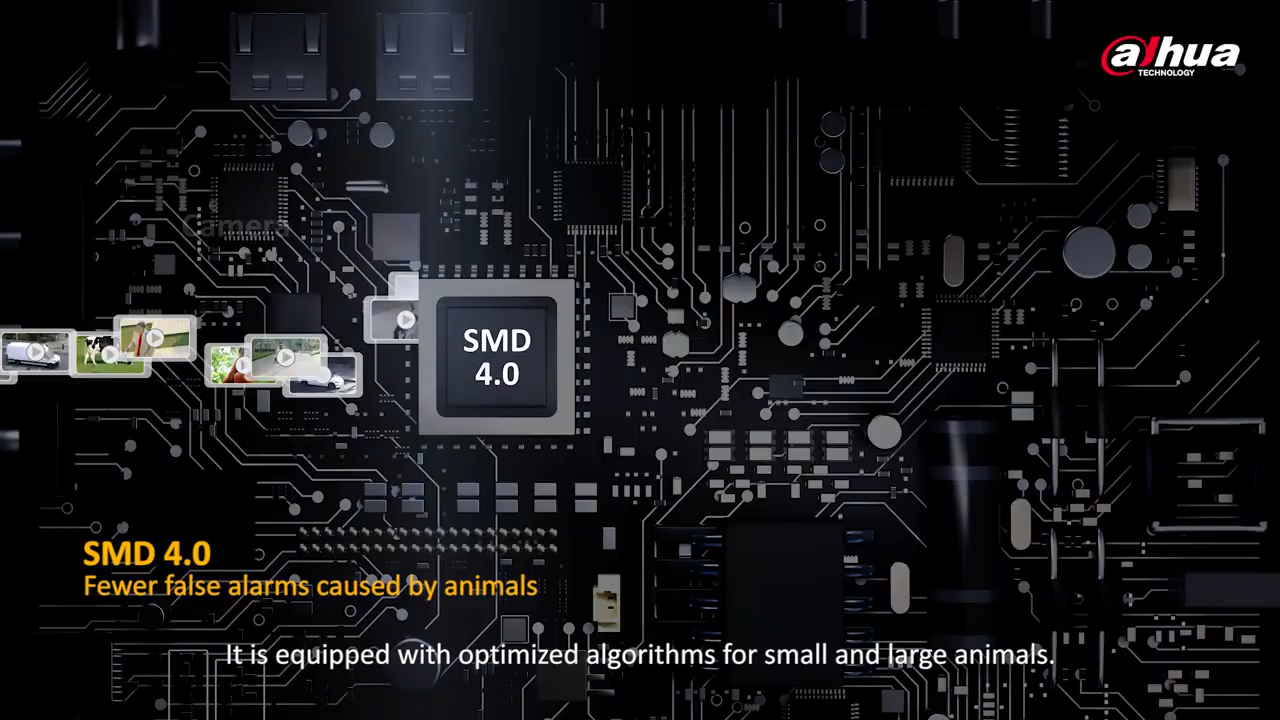 alhua
TECHNOLOGY
Camera
SMD
4.0
SMD 4.0
Fewer false alarms caused by animals
It is equipped with optimized algorithms for small and large animals.